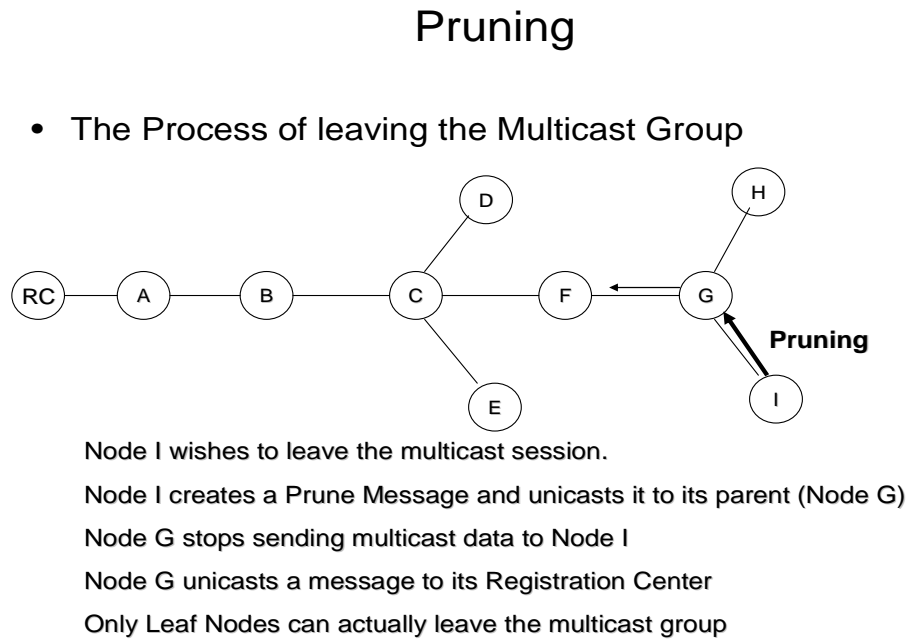 Pruning
• The Process of leaving the Multicast Group
D
H
RC
A
B
C
F
G
Pruning
E
I
Node I wishes to leave the multicast session.
Node I creates a Prune Message and unicasts it to its parent (Node G)
Node G stops sending multicast data to Node I
Node G unicasts a message to its Registration Center
Only Leaf Nodes can actually leave the multicast group